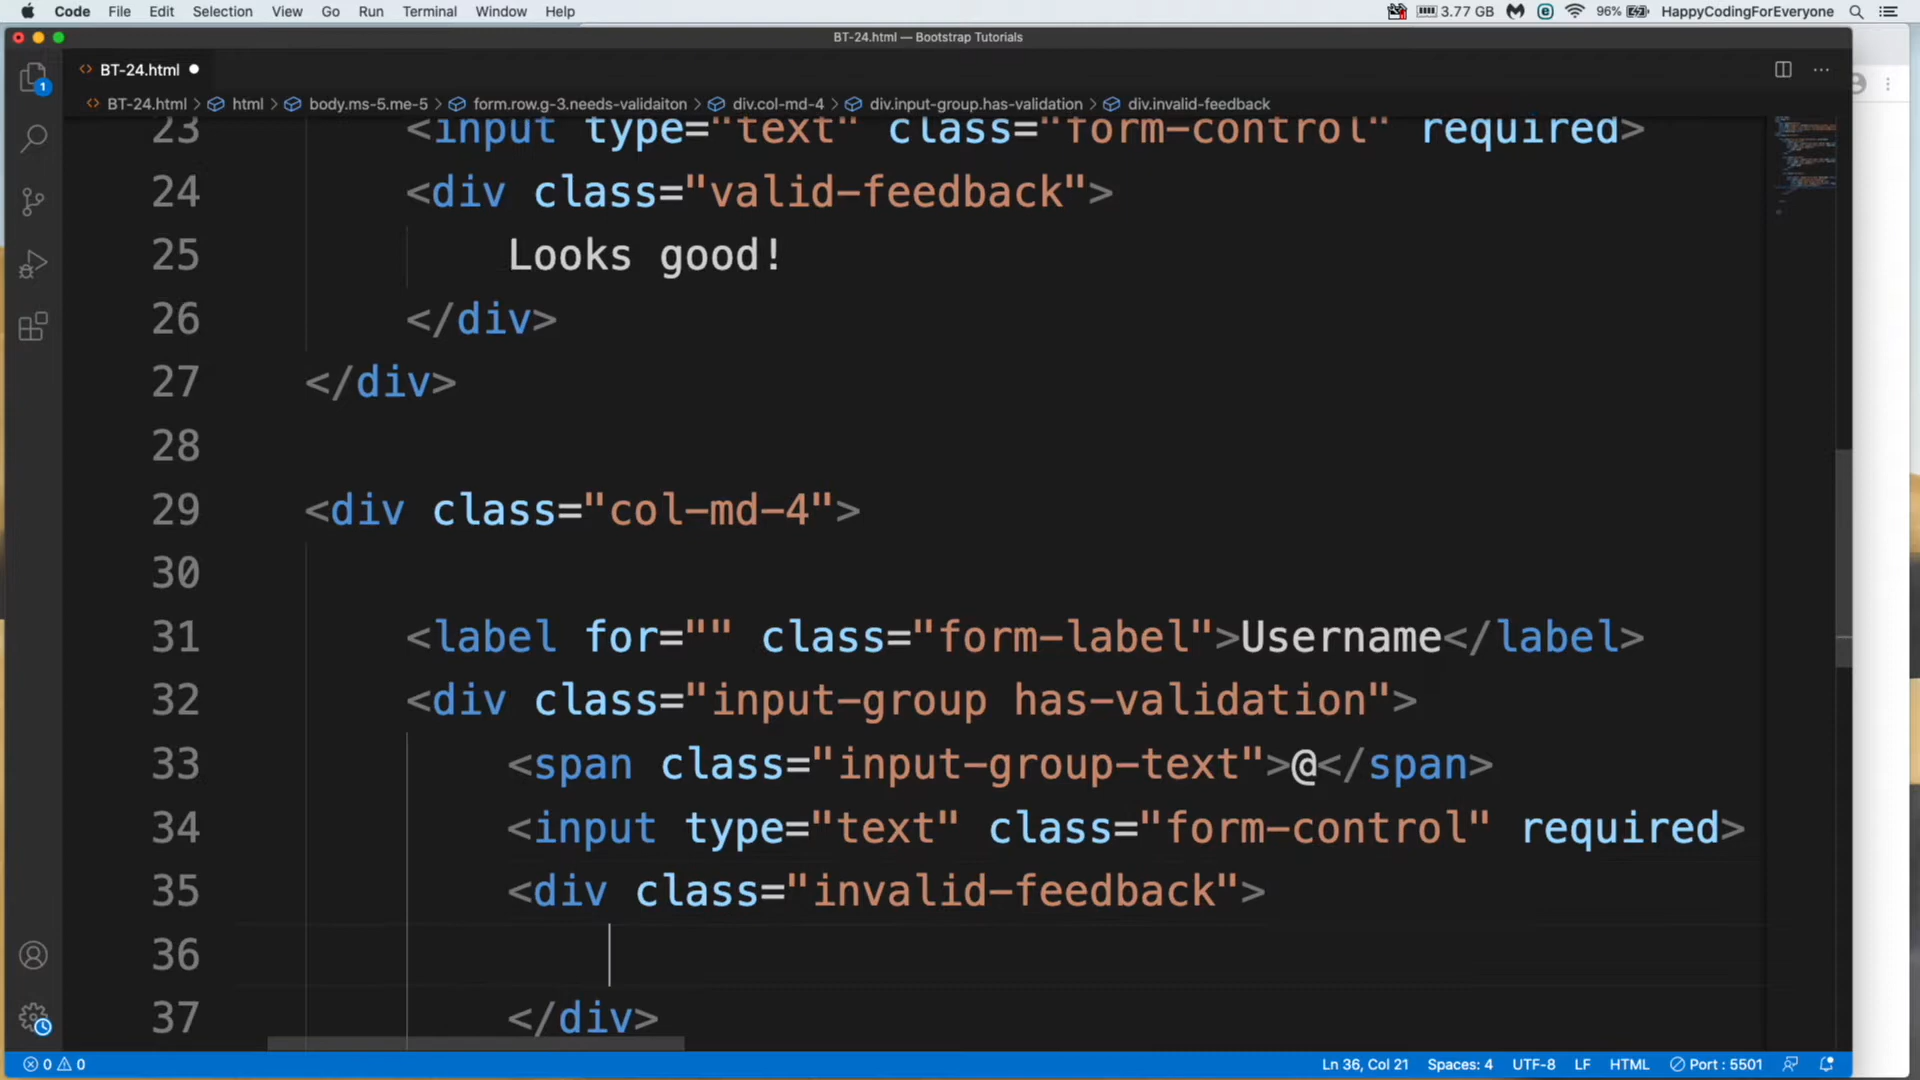 Code File Edit Selection View Go Run Terminal Window Help 3.77 GB 96% HappyCodingForEveryone
BT-24.html — Bootstrap Tutorials
BT-24.html
BT-24.html > html > body.ms-5.me-5 > form.row.g-3.needs-validaiton > div.col-md-4 > div.input-group.has-validation > div.invalid-feedback
23 <input type="text" class="form-control" required>
24 <div class="valid-feedback">
25 Looks good!
26 </div>
27 </div>
28
29 <div class="col-md-4">
30
31 <label for="" class="form-label">Username</label>
32 <div class="input-group has-validation">
33 <span class="input-group-text">@</span>
34 <input type="text" class="form-control" required>
35 <div class="invalid-feedback">
36
37 </div>
1
0 0 Ln 36, Col 21 Spaces: 4 UTF-8 LF HTML Port : 5501